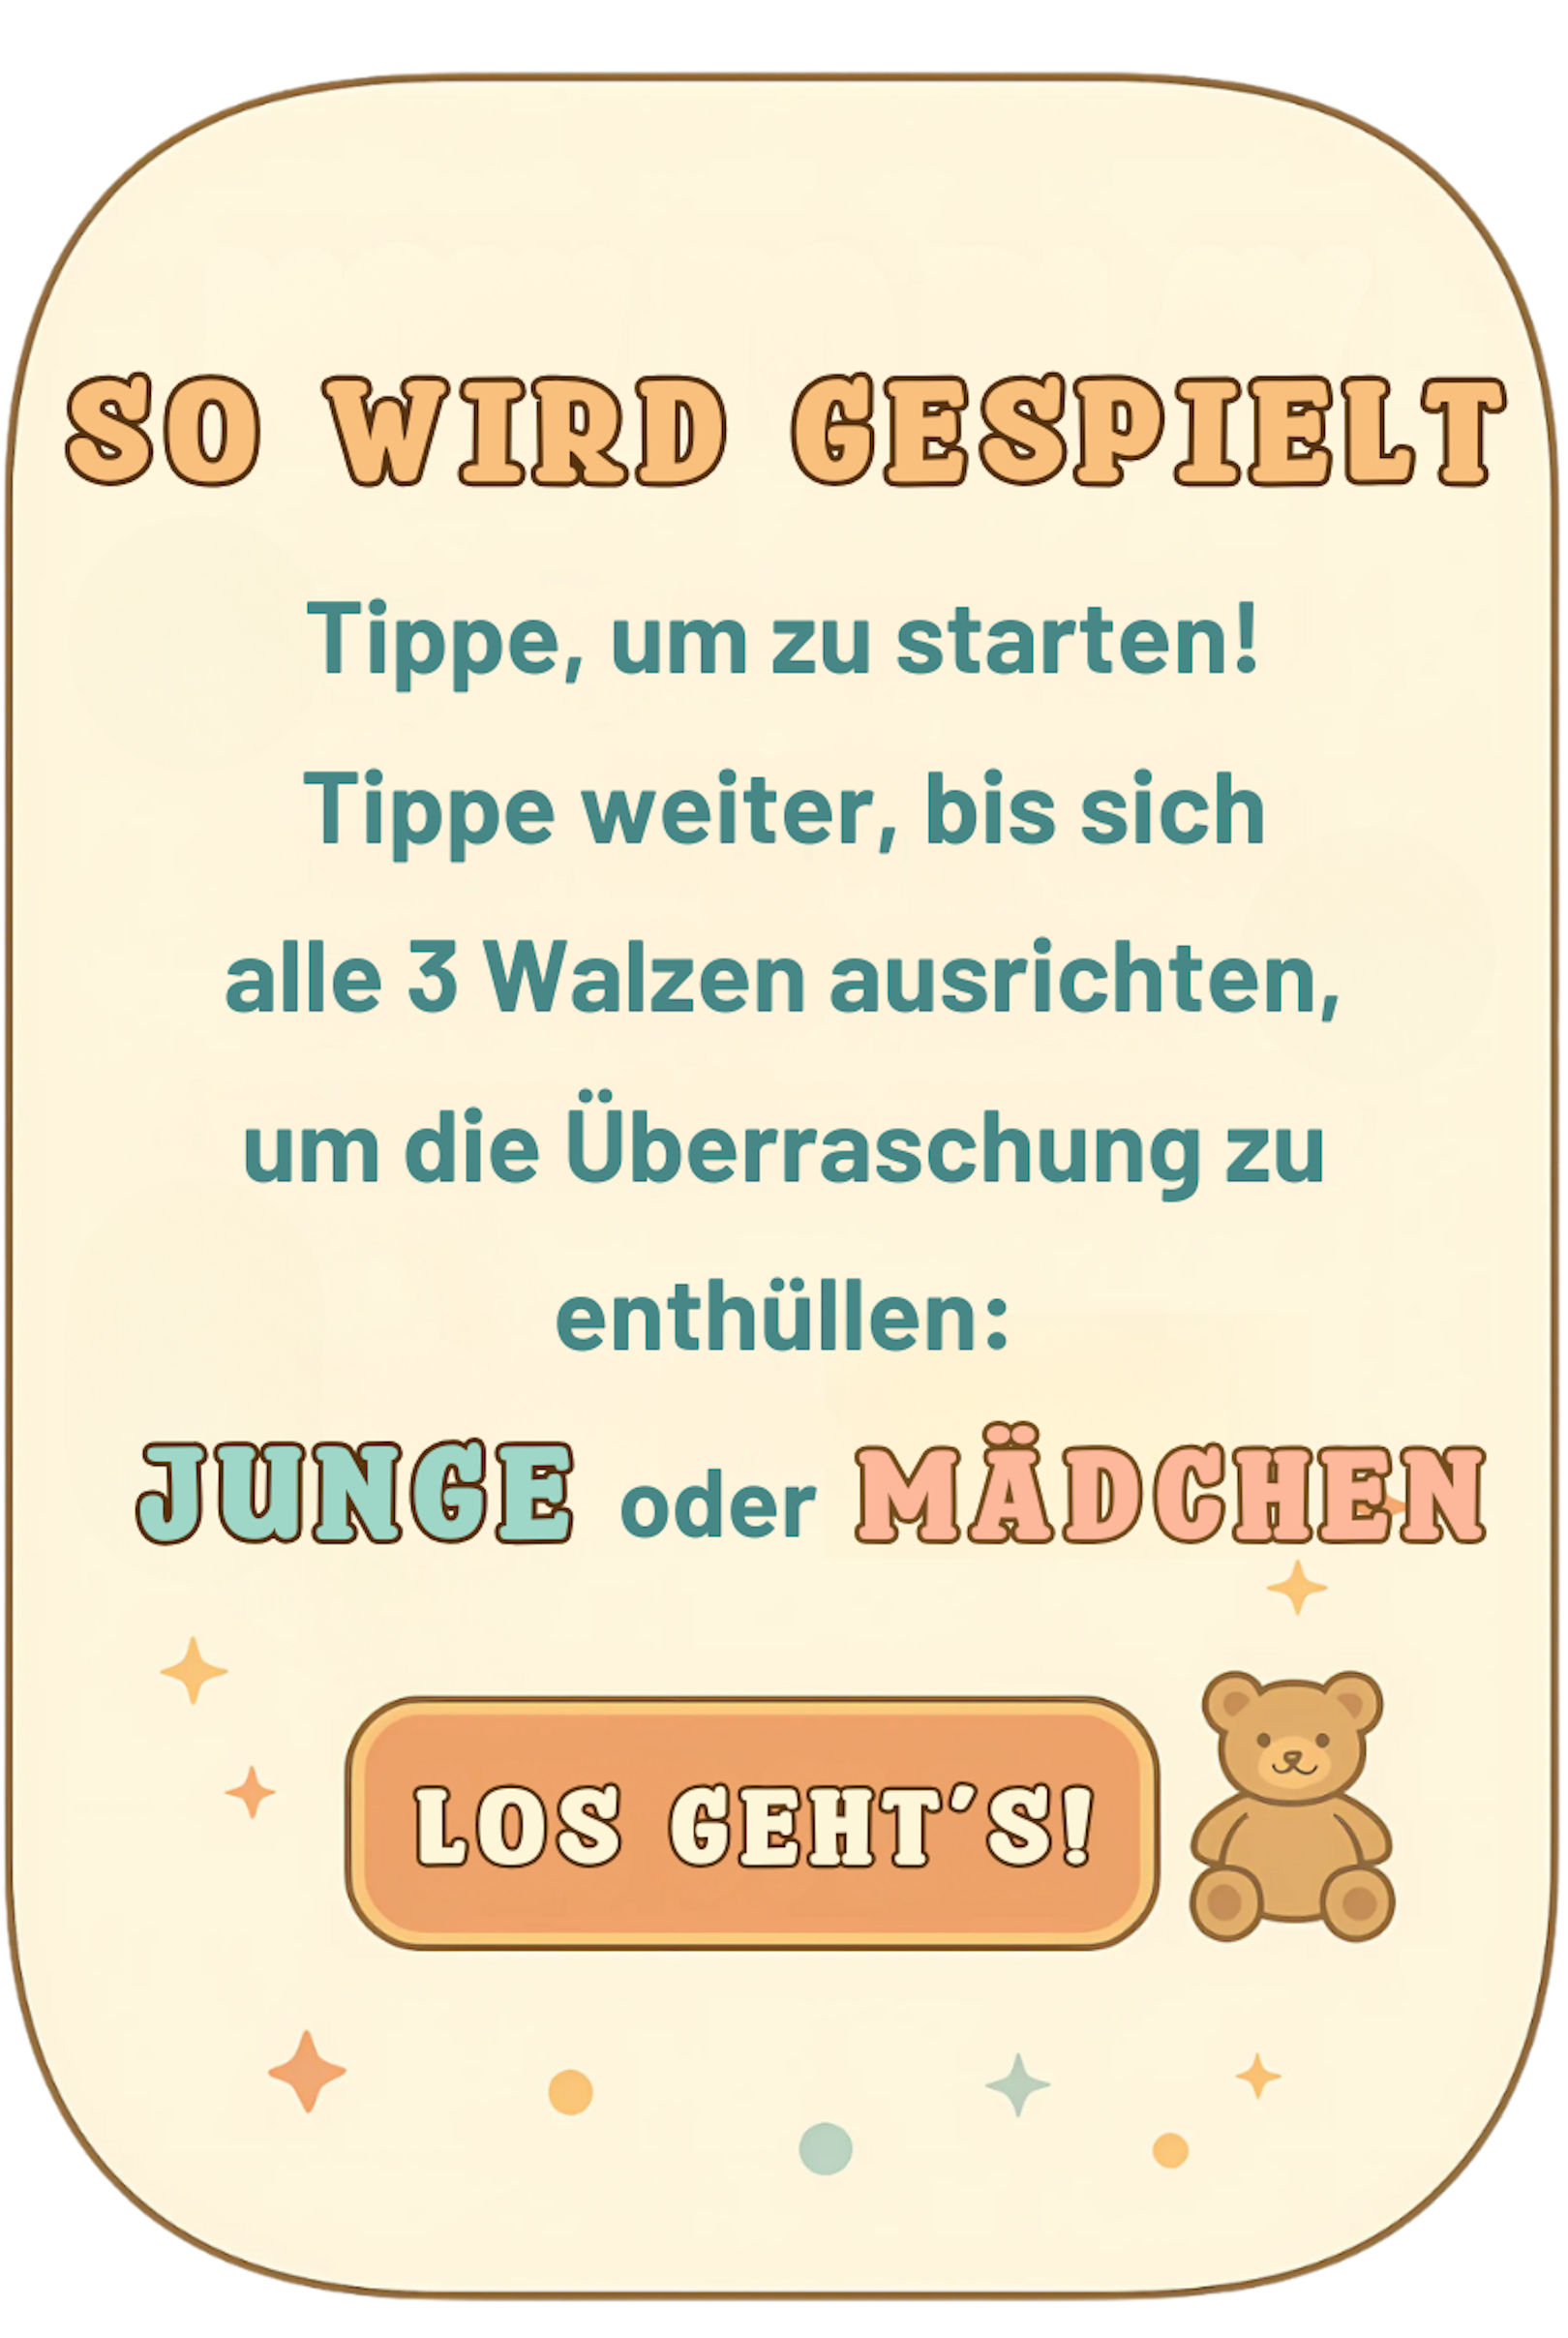 SO WIRD GESPIELT
Tippe, um zu starten!
Tippe weiter, bis sich
alle 3 Walzen ausrichten,
um die Überraschung zu
enthüllen:
JUNGE oder MÄDCHEN
LOS GEHT'S!